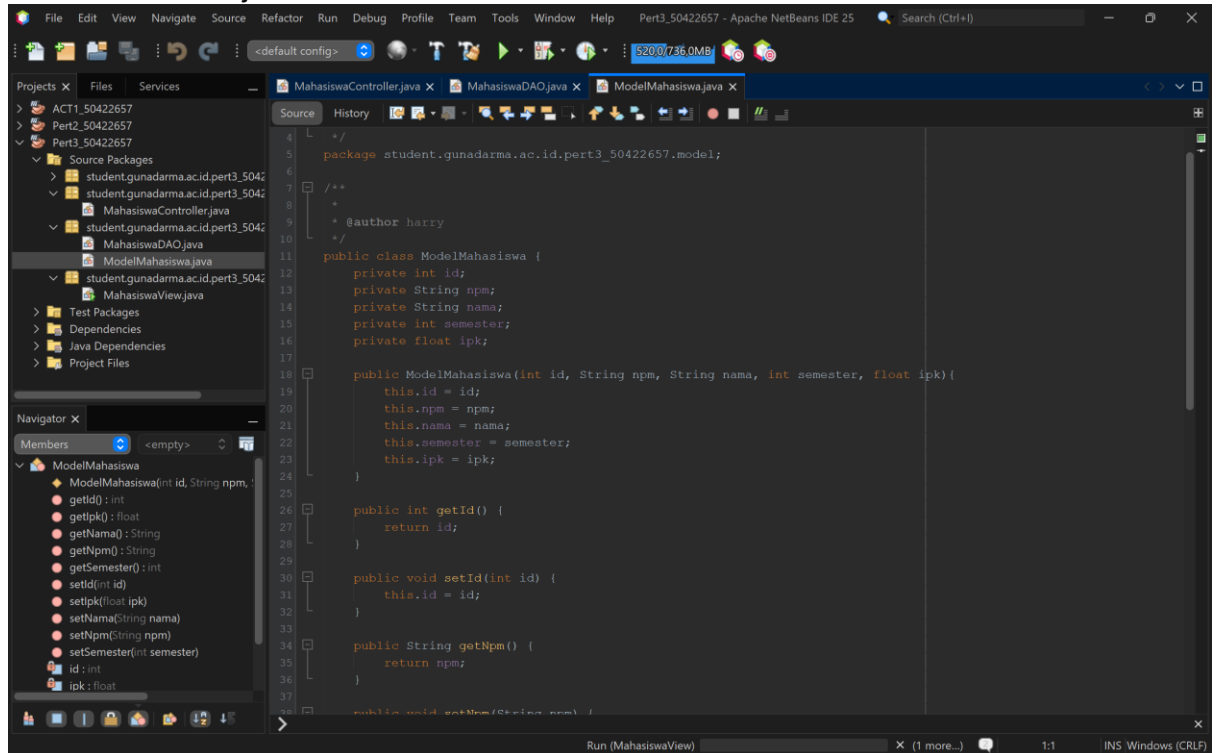 File Edit View Navigate Source Refactor Run Debug Profile Team Tools Window Help Pert3_50422657 - Apache NetBeans IDE 25 Search (Ctrl+I)
<default config> 520,0/736,0MB
Projects Files Services
ACT1_50422657
Pert2_50422657
Pert3_50422657
Source Packages
student.gunadarma.ac.id.pert3_5042
student.gunadarma.ac.id.pert3_5042
MahasiswaController.java
student.gunadarma.ac.id.pert3_5042
MahasiswaDAO.java
ModelMahasiswa.java
student.gunadarma.ac.id.pert3_5042
MahasiswaView.java
Test Packages
Dependencies
Java Dependencies
Project Files
Navigator
Members <empty>
ModelMahasiswa
ModelMahasiswa(int id, String npm,
getId() : int
getIpk() : float
getNama() : String
getNpm() : String
getSemester() : int
setId(int id)
setIpk(float ipk)
setNama(String nama)
setNpm(String npm)
setSemester(int semester)
id : int
ipk : float
MahasiswaController.java MahasiswaDAO.java ModelMahasiswa.java
Source History
4 */
5 package student.gunadarma.ac.id.pert3_50422657.model;
6
7 /**
8 *
9 * @author harry
10 */
11 public class ModelMahasiswa {
12 private int id;
13 private String npm;
14 private String nama;
15 private int semester;
16 private float ipk;
17
18 public ModelMahasiswa(int id, String npm, String nama, int semester, float ipk){
19 this.id = id;
20 this.npm = npm;
21 this.nama = nama;
22 this.semester = semester;
23 this.ipk = ipk;
24 }
25
26 public int getId() {
27 return id;
28 }
29
30 public void setId(int id) {
31 this.id = id;
32 }
33
34 public String getNpm() {
35 return npm;
36 }
37
38 public void setNpm(String npm) {
Run (MahasiswaView) (1 more...) 1:1 INS Windows (CRLF)